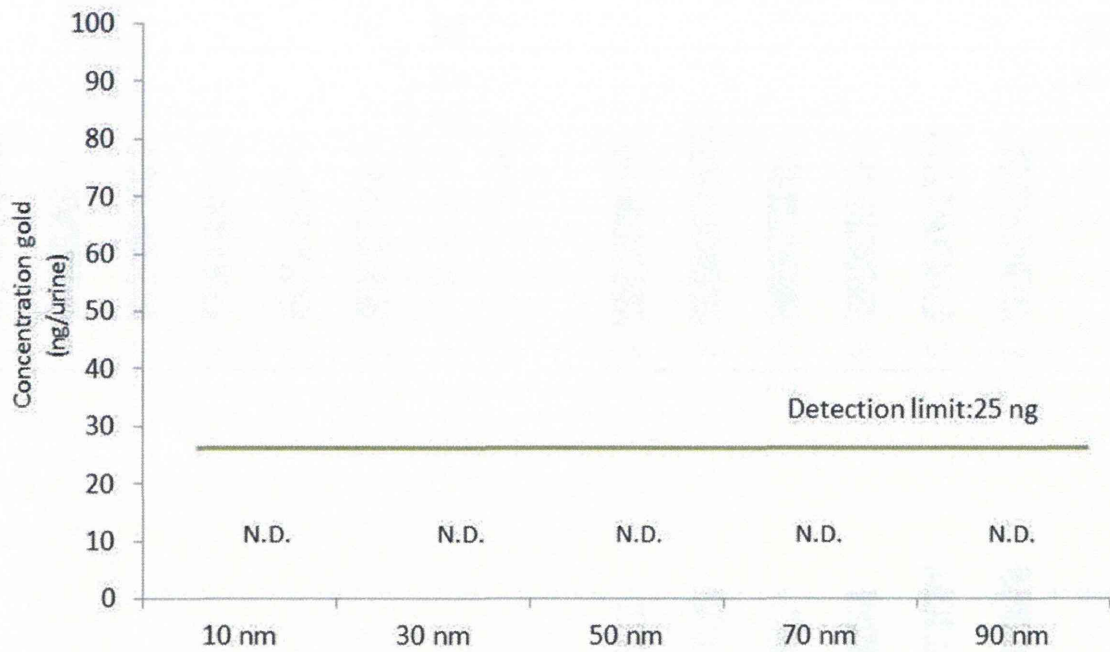 100
90
80
70
60
50
40
30
20
10
0
Concentration gold
(ng/urine)
Detection limit:25 ng
N.D. N.D. N.D. N.D. N.D.
10 nm 30 nm 50 nm 70 nm 90 nm